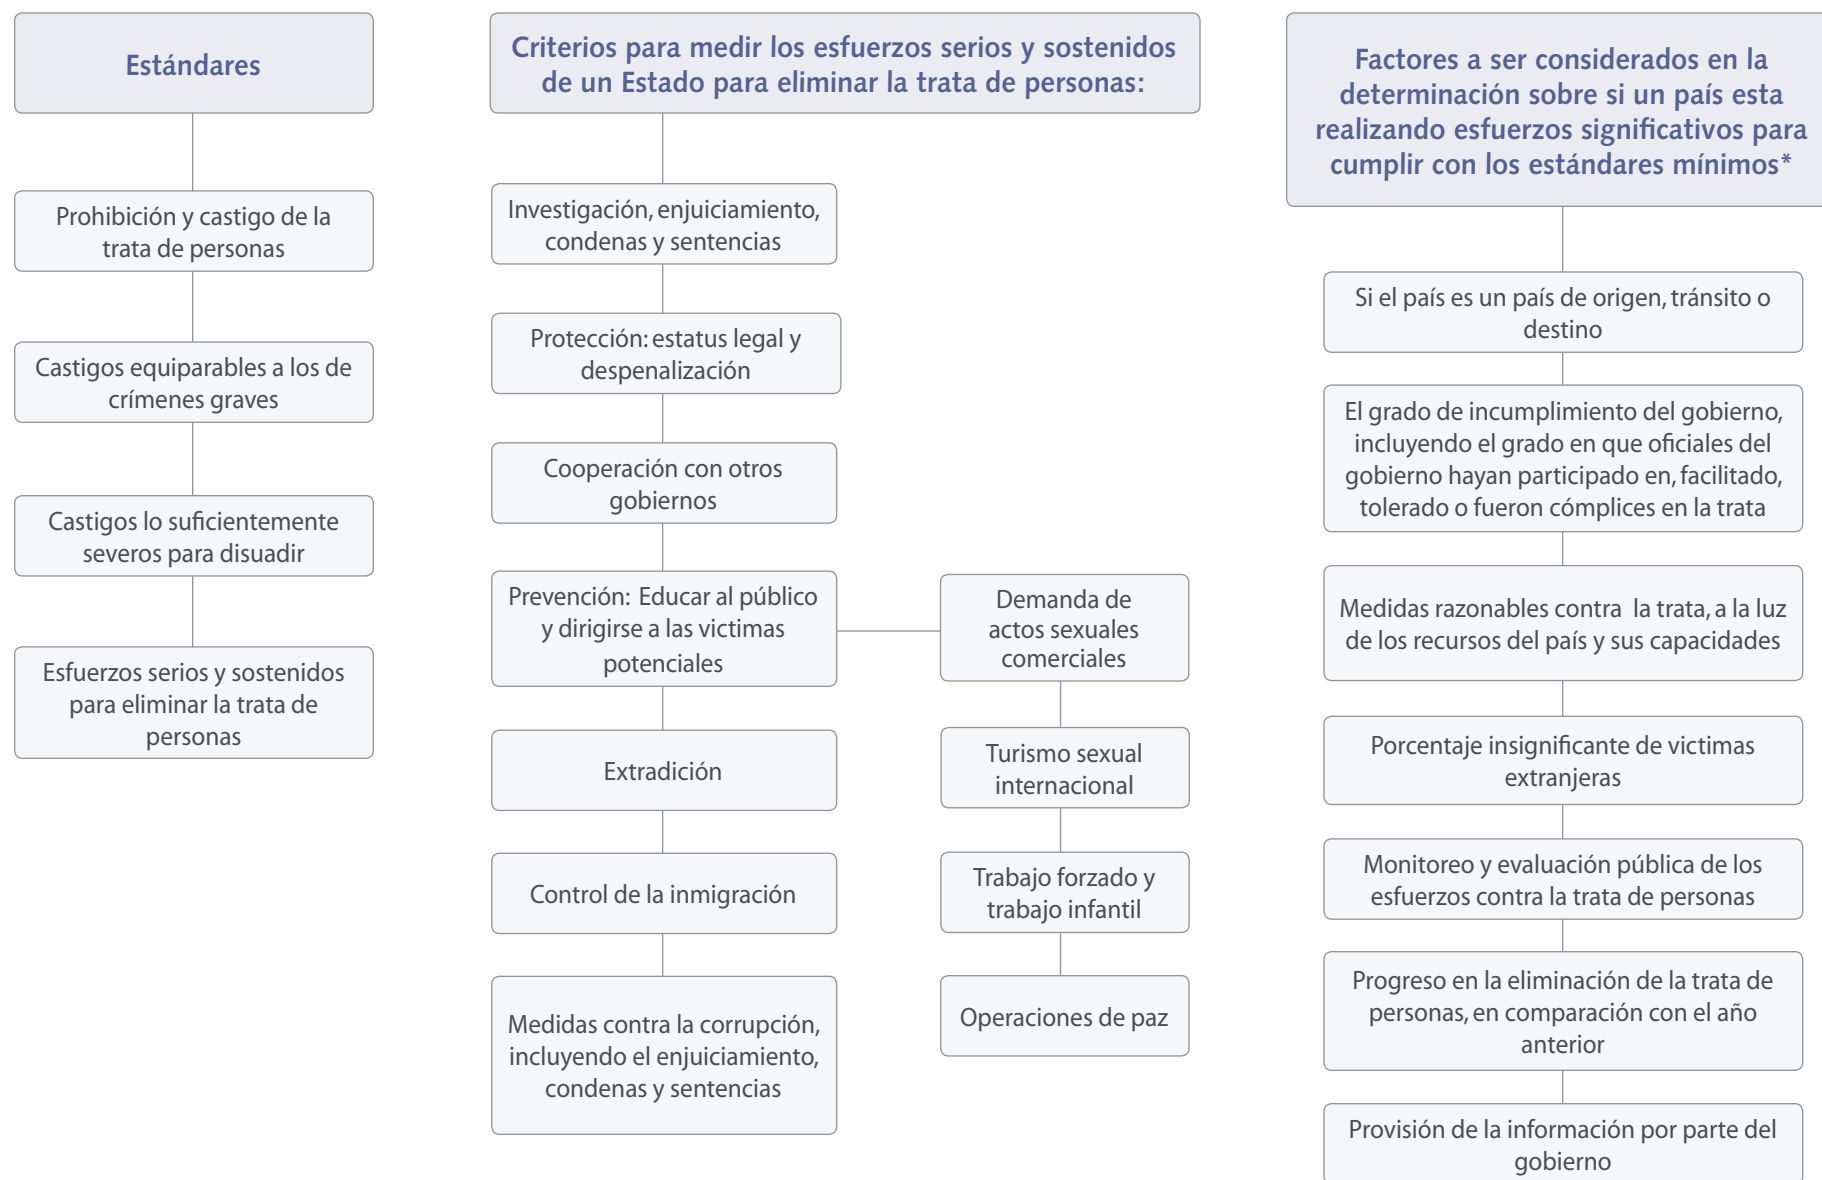 Estándares
Prohibición y castigo de la
trata de personas
Castigos equiparables a los de
crímenes graves
Castigos lo suficientemente
severos para disuadir
Esfuerzos serios y sostenidos
para eliminar la trata de
personas
Criterios para medir los esfuerzos serios y sostenidos
de un Estado para eliminar la trata de personas:
Investigación, enjuiciamiento,
condenas y sentencias
Protección: estatus legal y
despenalización
Cooperación con otros
gobiernos
Prevención: Educar al público
y dirigirse a las victimas
potenciales
Extradición
Control de la inmigración
Medidas contra la corrupción,
incluyendo el enjuiciamiento,
condenas y sentencias
Demanda de
actos sexuales
comerciales
Turismo sexual
internacional
Trabajo forzado y
trabajo infantil
Operaciones de paz
Factores a ser considerados en la
determinación sobre si un país esta
realizando esfuerzos significativos para
cumplir con los estándares mínimos*
Si el país es un país de origen, tránsito o
destino
El grado de incumplimiento del gobierno,
incluyendo el grado en que oficiales del
gobierno hayan participado en, facilitado,
tolerado o fueron cómplices en la trata
Medidas razonables contra la trata, a la luz
de los recursos del país y sus capacidades
Porcentaje insignificante de victimas
extranjeras
Monitoreo y evaluación pública de los
esfuerzos contra la trata de personas
Progreso en la eliminación de la trata de
personas, en comparación con el año
anterior
Provisión de la información por parte del
gobierno